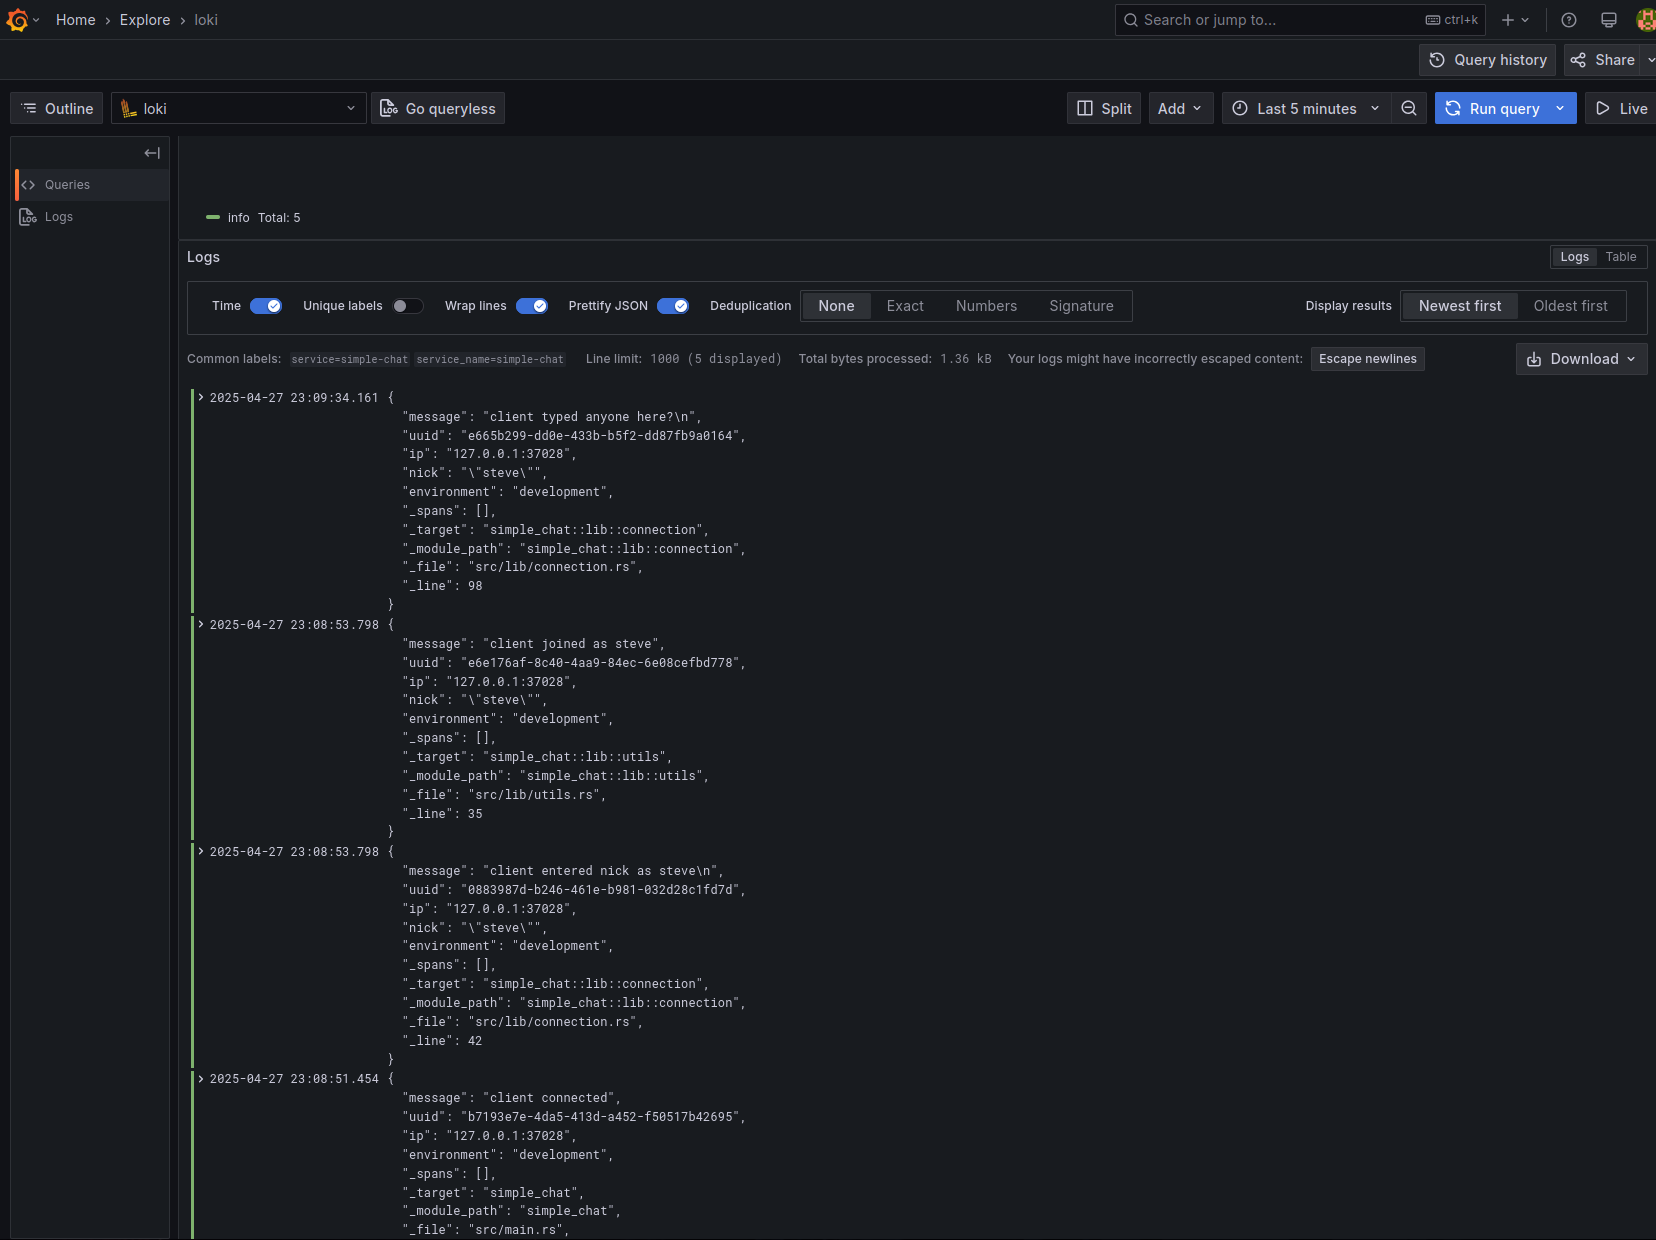 Home › Explore › loki
Search or jump to... ctrl+k
Query history Share
Outline loki Go queryless Split Add Last 5 minutes Run query Live
Queries
Logs
info Total: 5
Logs Logs Table
Time Unique labels Wrap lines Prettify JSON Deduplication None Exact Numbers Signature Display results Newest first Oldest first
Common labels: service=simple-chat service_name=simple-chat Line limit: 1000 (5 displayed) Total bytes processed: 1.36 kB Your logs might have incorrectly escaped content: Escape newlines Download
2025-04-27 23:09:34.161 {
"message": "client typed anyone here?\n",
"uuid": "e665b299-dd0e-433b-b5f2-dd87fb9a0164",
"ip": "127.0.0.1:37028",
"nick": "\"steve\"",
"environment": "development",
"_spans": [],
"_target": "simple_chat::lib::connection",
"_module_path": "simple_chat::lib::connection",
"_file": "src/lib/connection.rs",
"_line": 98
}
2025-04-27 23:08:53.798 {
"message": "client joined as steve",
"uuid": "e6e176af-8c40-4aa9-84ec-6e08cefbd778",
"ip": "127.0.0.1:37028",
"nick": "\"steve\"",
"environment": "development",
"_spans": [],
"_target": "simple_chat::lib::utils",
"_module_path": "simple_chat::lib::utils",
"_file": "src/lib/utils.rs",
"_line": 35
}
2025-04-27 23:08:53.798 {
"message": "client entered nick as steve\n",
"uuid": "0883987d-b246-461e-b981-032d28c1fd7d",
"ip": "127.0.0.1:37028",
"nick": "\"steve\"",
"environment": "development",
"_spans": [],
"_target": "simple_chat::lib::connection",
"_module_path": "simple_chat::lib::connection",
"_file": "src/lib/connection.rs",
"_line": 42
}
2025-04-27 23:08:51.454 {
"message": "client connected",
"uuid": "b7193e7e-4da5-413d-a452-f50517b42695",
"ip": "127.0.0.1:37028",
"environment": "development",
"_spans": [],
"_target": "simple_chat",
"_module_path": "simple_chat",
"_file": "src/main.rs",